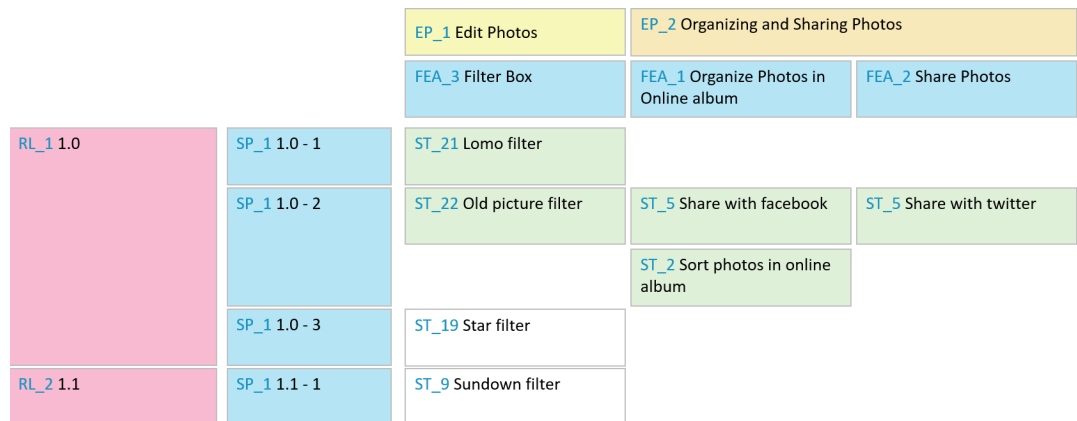 EP_1 Edit Photos
EP_2 Organizing and Sharing Photos
FEA_3 Filter Box
FEA_1 Organize Photos in
Online album
FEA_2 Share Photos
RL_1 1.0
SP_1 1.0 - 1
ST_21 Lomo filter
SP_1 1.0 - 2
ST_22 Old picture filter
ST_5 Share with facebook
ST_5 Share with twitter
ST_2 Sort photos in online
album
SP_1 1.0 - 3
ST_19 Star filter
RL_2 1.1
SP_1 1.1 - 1
ST_9 Sundown filter